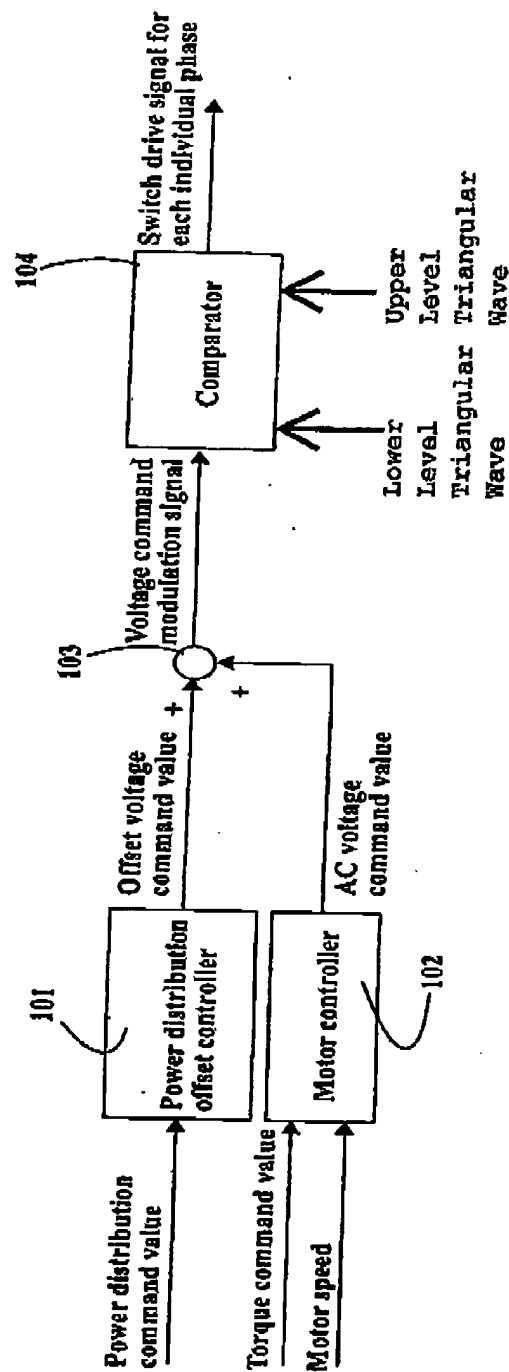 Power distribution
command value
101
Power distribution
offset controller
Offset voltage
command value
+
Torque command value
Motor speed
Motor controller
102
AC voltage
command value
+
103
Voltage command
modulation signal
104
Comparator
Switch drive signal for
each individual phase
Lower
Level
Triangular
Wave
Upper
Level
Triangular
Wave